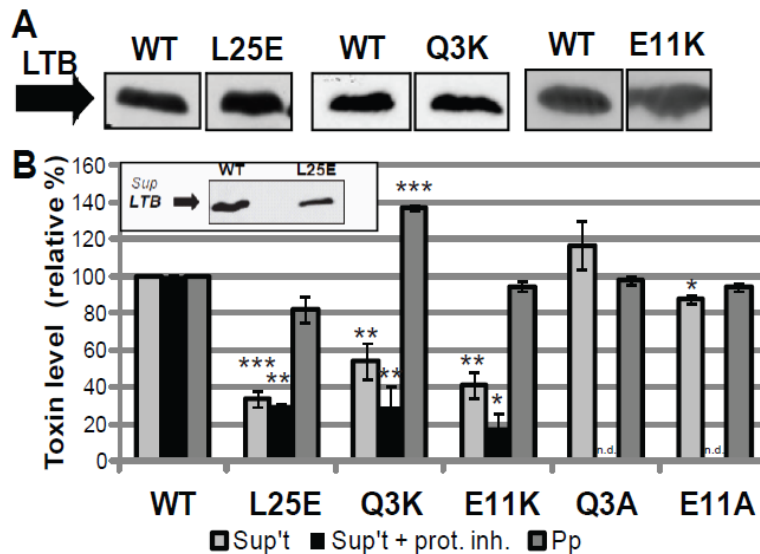 A
LTB
WT L25E WT Q3K WT E11K
B
Toxin level (relative %)
160
140
120
100
80
60
40
20
0
Sup
LTB
WT L25E
***
**
**
**
***
**
*
n.d.
*
n.d.
WT L25E Q3K E11K Q3A E11A
Sup't Sup't + prot. inh. Pp